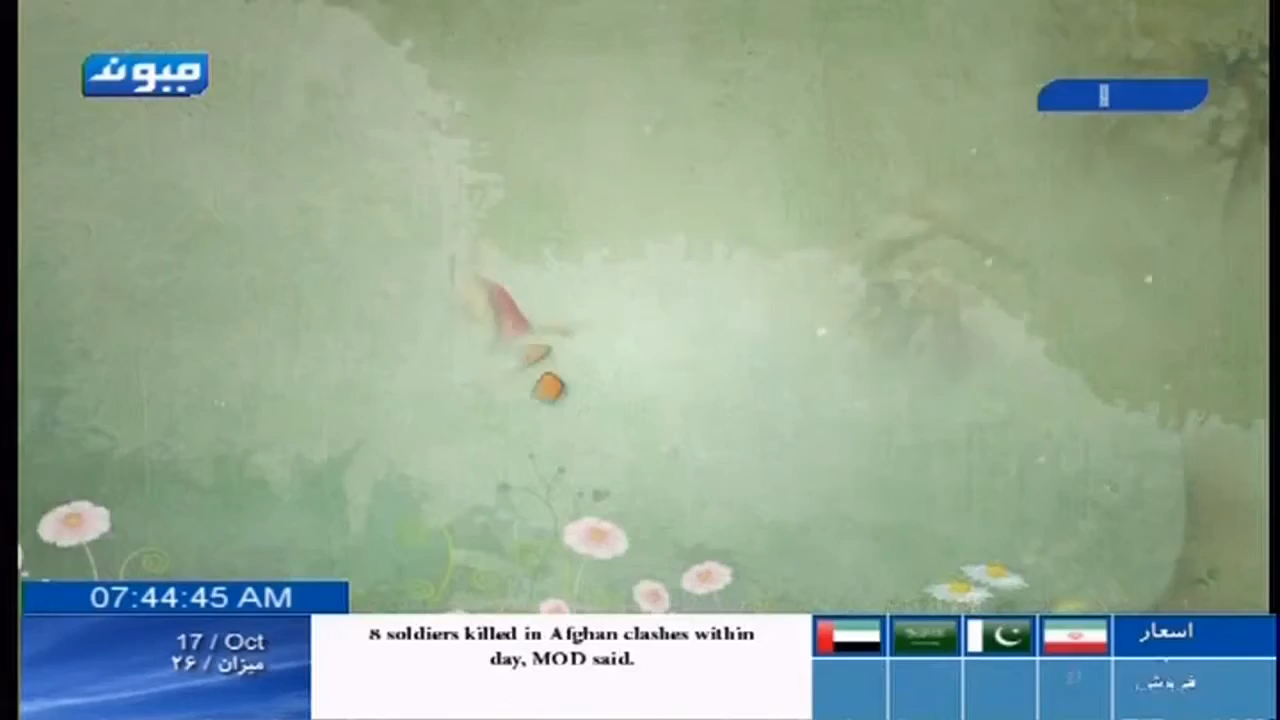 ميوند
07:44:45 AM
17 / Oct
۲۶ / میزان
8 soldiers killed in Afghan clashes within
day, MOD said.
اسعار